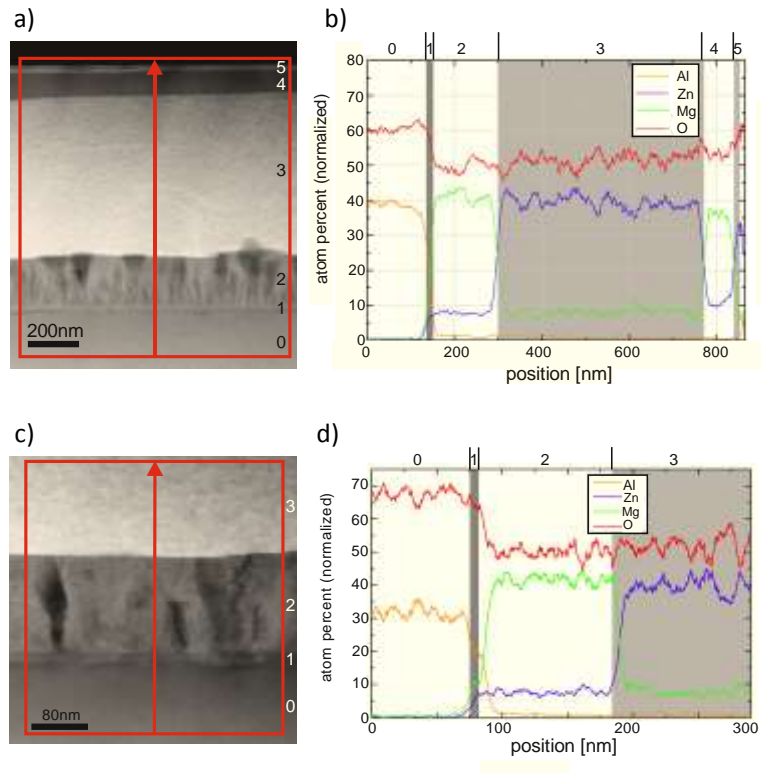 a)
5
4
3
2
1
0
200nm
b)
0 1 2 3 4 5
80
70
60
50
40
30
20
10
0
atom percent (normalized)
Al
Zn
Mg
O
0 200 400 600 800
position [nm]
c)
3
2
1
0
80nm
d)
0 1 2 3
70
60
50
40
30
20
10
0
atom percent (normalized)
Al
Zn
Mg
O
0 100 200 300
position [nm]